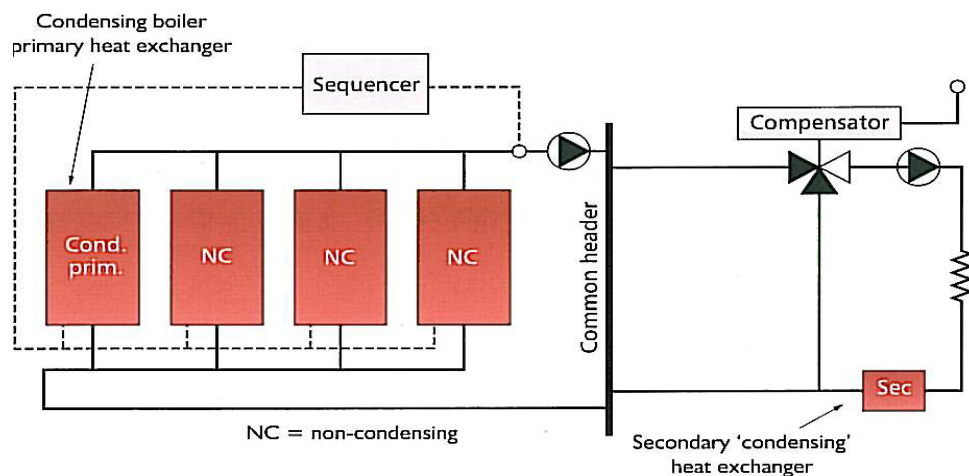 Condensing boiler
primary heat exchanger
Sequencer
Compensator
Cond.
prim.
NC
NC
NC
Common header
Sec
NC = non-condensing
Secondary 'condensing'
heat exchanger